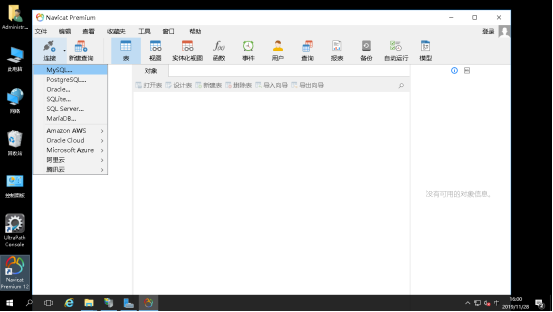 Administr...
此电脑
网络
回收站
控制面板
UltraPath
Console
Navicat
Premium 12
Navicat Premium
文件 编辑 查看 收藏夹 工具 窗口 帮助
登录
连接 新建查询 表 视图 实体化视图 函数 事件 用户 查询 报表 备份 自动运行 模型
MySQL...
PostgreSQL...
Oracle...
SQLite...
SQL Server...
MariaDB...
Amazon AWS
Oracle Cloud
Microsoft Azure
阿里云
腾讯云
对象
打开表 设计表 新建表 删除表 导入向导 导出向导
没有可用的对象信息。
中
16:00
2019/11/28